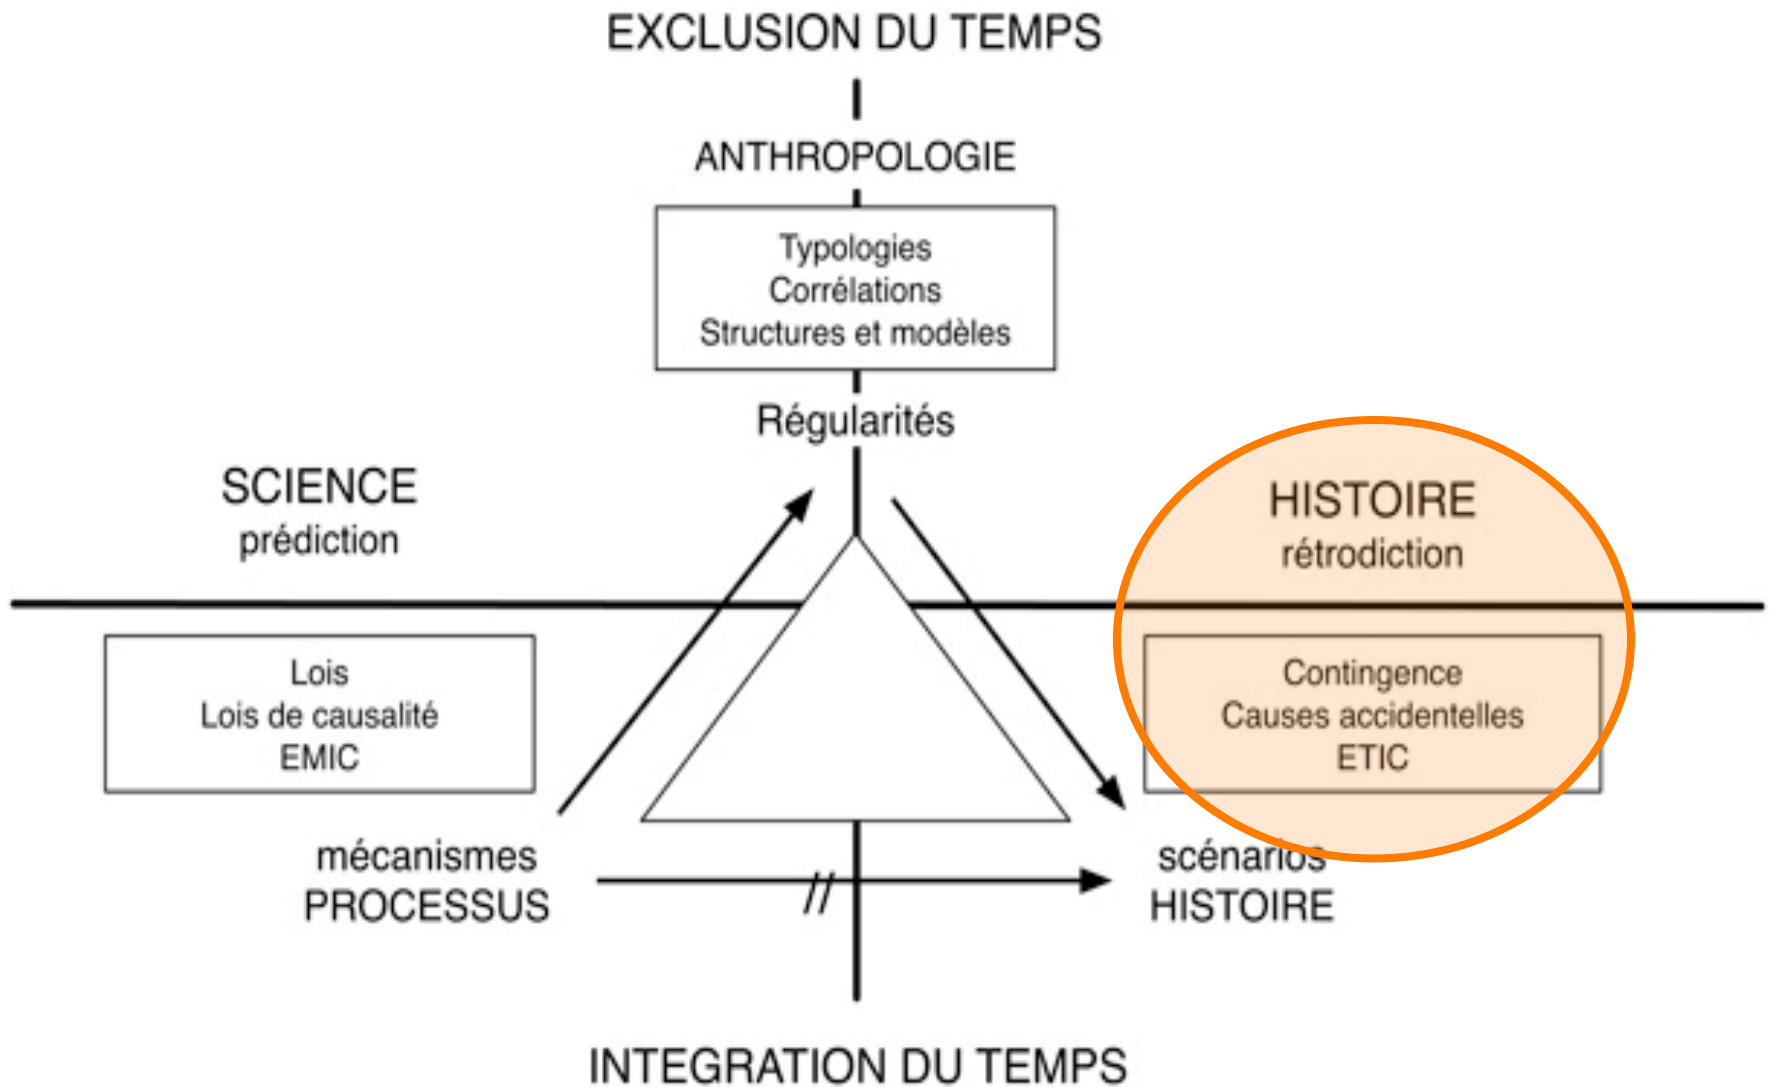 EXCLUSION DU TEMPS
ANTHROPOLOGIE
Typologies
Corrélations
Structures et modèles
Régularités
SCIENCE
prédiction
HISTOIRE
rétrodiction
Lois
Lois de causalité
EMIC
Contingence
Causes accidentelles
ETIC
mécanismes
PROCESSUS
//
scénarios
HISTOIRE
INTEGRATION DU TEMPS